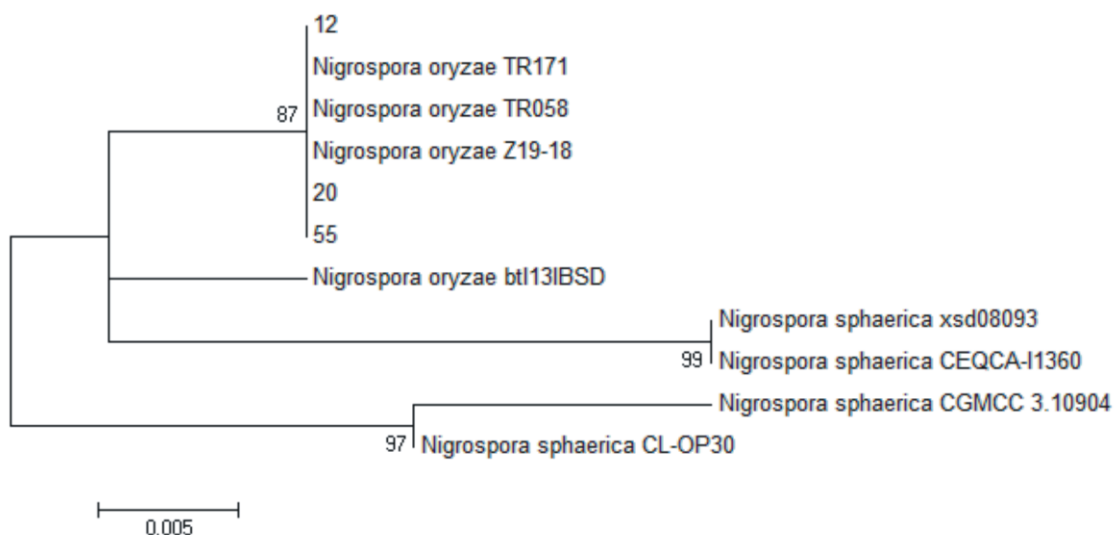 12
Nigrospora oryzae TR171
87
Nigrospora oryzae TR058
Nigrospora oryzae Z19-18
20
55
Nigrospora oryzae btl13IBSD
Nigrospora sphaerica xsd08093
99
Nigrospora sphaerica CEQCA-I1360
Nigrospora sphaerica CGMCC 3.10904
97
Nigrospora sphaerica CL-OP30
0.005